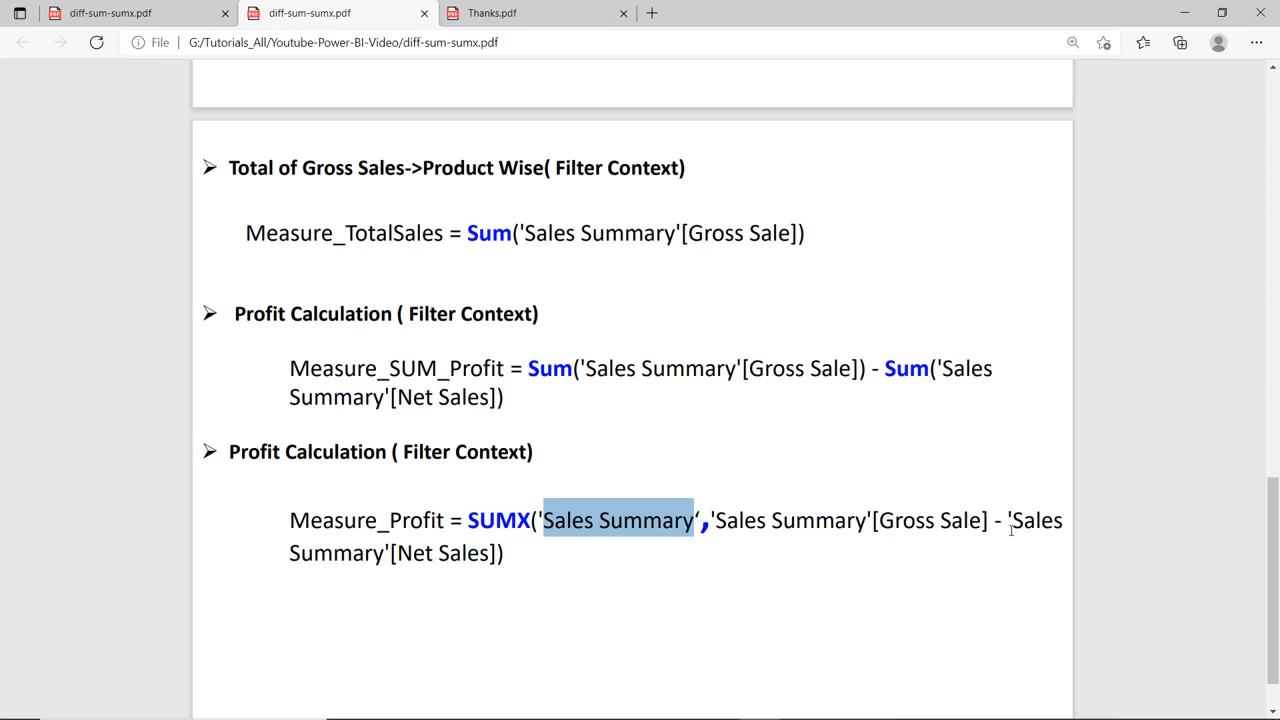 diff-sum-sumx.pdf
diff-sum-sumx.pdf
Thanks.pdf
File
G:/Tutorials_All/Youtube-Power-BI-Video/diff-sum-sumx.pdf
➢ Total of Gross Sales->Product Wise( Filter Context)
Measure_TotalSales = Sum('Sales Summary'[Gross Sale])
➢ Profit Calculation ( Filter Context)
Measure_SUM_Profit = Sum('Sales Summary'[Gross Sale]) - Sum('Sales
Summary'[Net Sales])
➢ Profit Calculation ( Filter Context)
Measure_Profit = SUMX('Sales Summary‘,'Sales Summary'[Gross Sale] - 'Sales
Summary'[Net Sales])